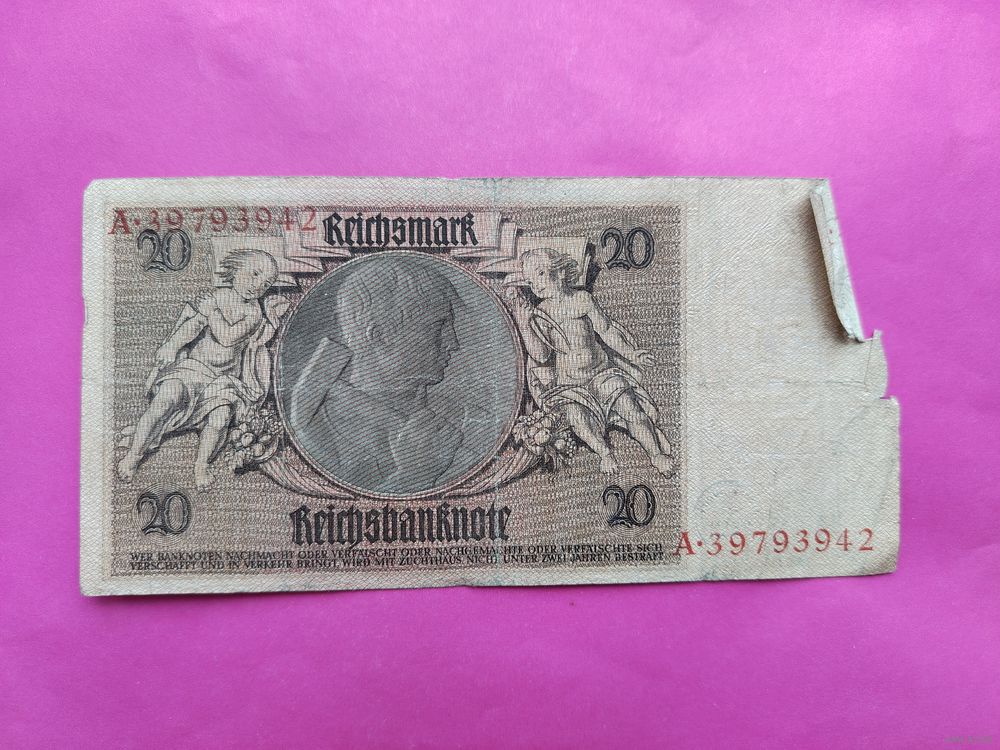 A·39793942
Reichsmark
20
20
20
20
Reichsbanknote
WER BANKNOTEN NACHMACHT ODER VERFÄLSCHT ODER NACHGEMACHTE ODER VERFÄLSCHTE SICH
VERSCHAFFT UND IN VERKEHR BRINGT, WIRD MIT ZUCHTHAUS NICHT UNTER ZWEI JAHREN BESTRAFT
A·39793942